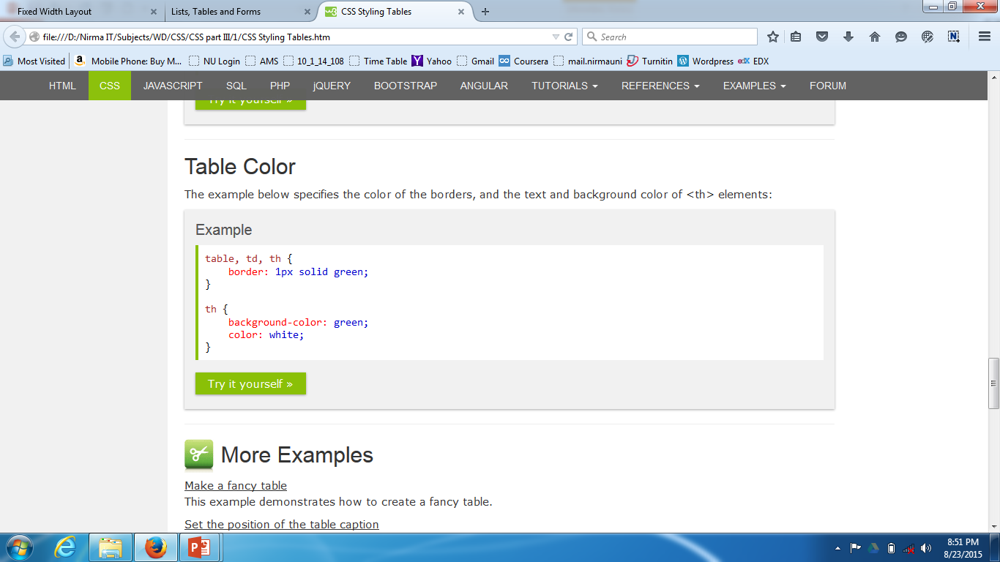 Fixed Width Layout
Lists, Tables and Forms
CSS Styling Tables
file:///D:/Nirma IT/Subjects/WD/CSS/CSS part III/1/CSS Styling Tables.htm
Search
Most Visited
Mobile Phone: Buy M...
NU Login
AMS
10_1_14_108
Time Table
Yahoo
Gmail
Coursera
mail.nirmauni
Turnitin
Wordpress
EDX
HTML
CSS
JAVASCRIPT
SQL
PHP
jQUERY
BOOTSTRAP
ANGULAR
TUTORIALS
REFERENCES
EXAMPLES
FORUM
Try it yourself »
Table Color
The example below specifies the color of the borders, and the text and background color of <th> elements:
Example
table, td, th {
    border: 1px solid green;
}
th {
    background-color: green;
    color: white;
}
Try it yourself »
More Examples
Make a fancy table
This example demonstrates how to create a fancy table.
Set the position of the table caption
8:51 PM
8/23/2015